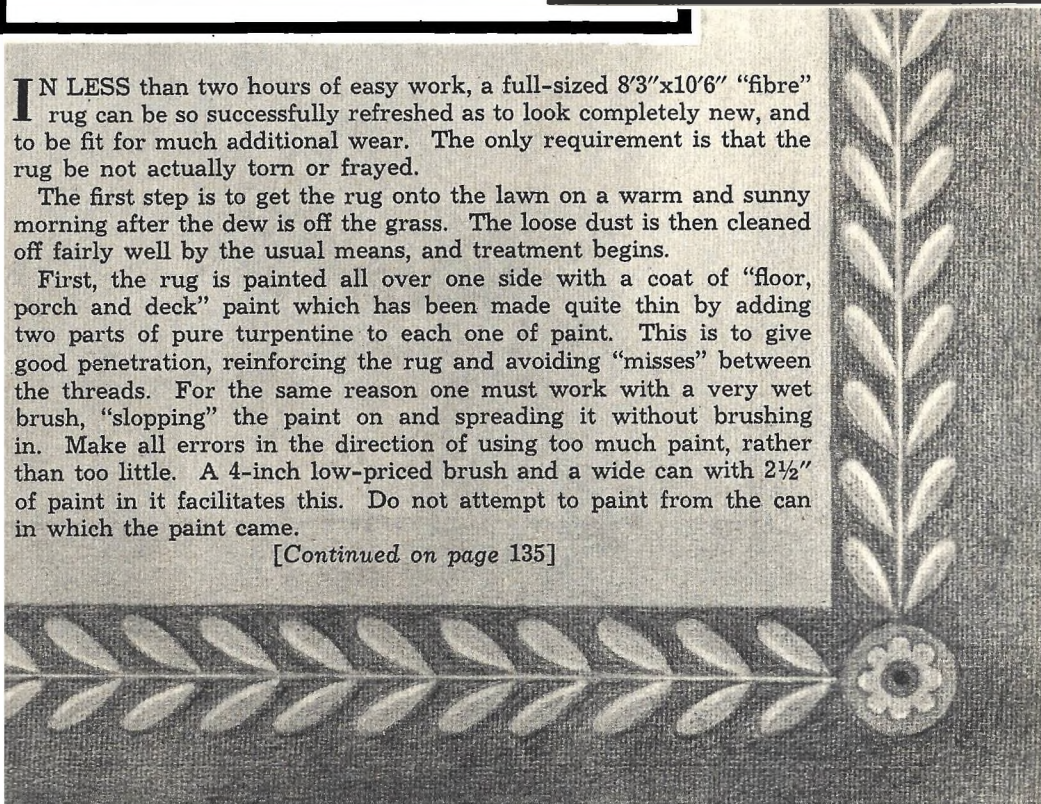 IN LESS than two hours of easy work, a full-sized 8′3″x10′6″ “fibre”
rug can be so successfully refreshed as to look completely new, and
to be fit for much additional wear. The only requirement is that the
rug be not actually torn or frayed.
The first step is to get the rug onto the lawn on a warm and sunny
morning after the dew is off the grass. The loose dust is then cleaned
off fairly well by the usual means, and treatment begins.
First, the rug is painted all over one side with a coat of “floor,
porch and deck” paint which has been made quite thin by adding
two parts of pure turpentine to each one of paint. This is to give
good penetration, reinforcing the rug and avoiding “misses” between
the threads. For the same reason one must work with a very wet
brush, “slopping” the paint on and spreading it without brushing
in. Make all errors in the direction of using too much paint, rather
than too little. A 4-inch low-priced brush and a wide can with 2½″
of paint in it facilitates this. Do not attempt to paint from the can
in which the paint came.
[Continued on page 135]